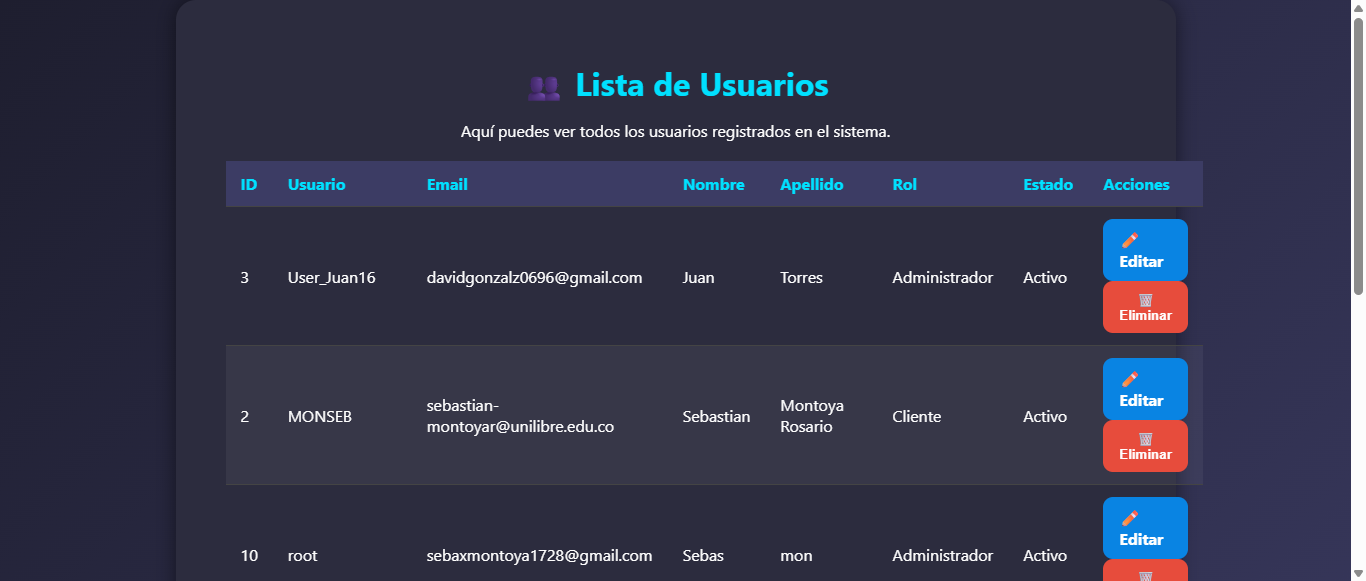 Lista de Usuarios
Aquí puedes ver todos los usuarios registrados en el sistema.
ID Usuario Email Nombre Apellido Rol Estado Acciones
3 User_Juan16 davidgonzalz0696@gmail.com Juan Torres Administrador Activo
Editar
Eliminar
2 MONSEB sebastian-
montoyar@unilibre.edu.co Sebastian Montoya
Rosario Cliente Activo
Editar
Eliminar
10 root sebaxmontoya1728@gmail.com Sebas mon Administrador Activo
Editar